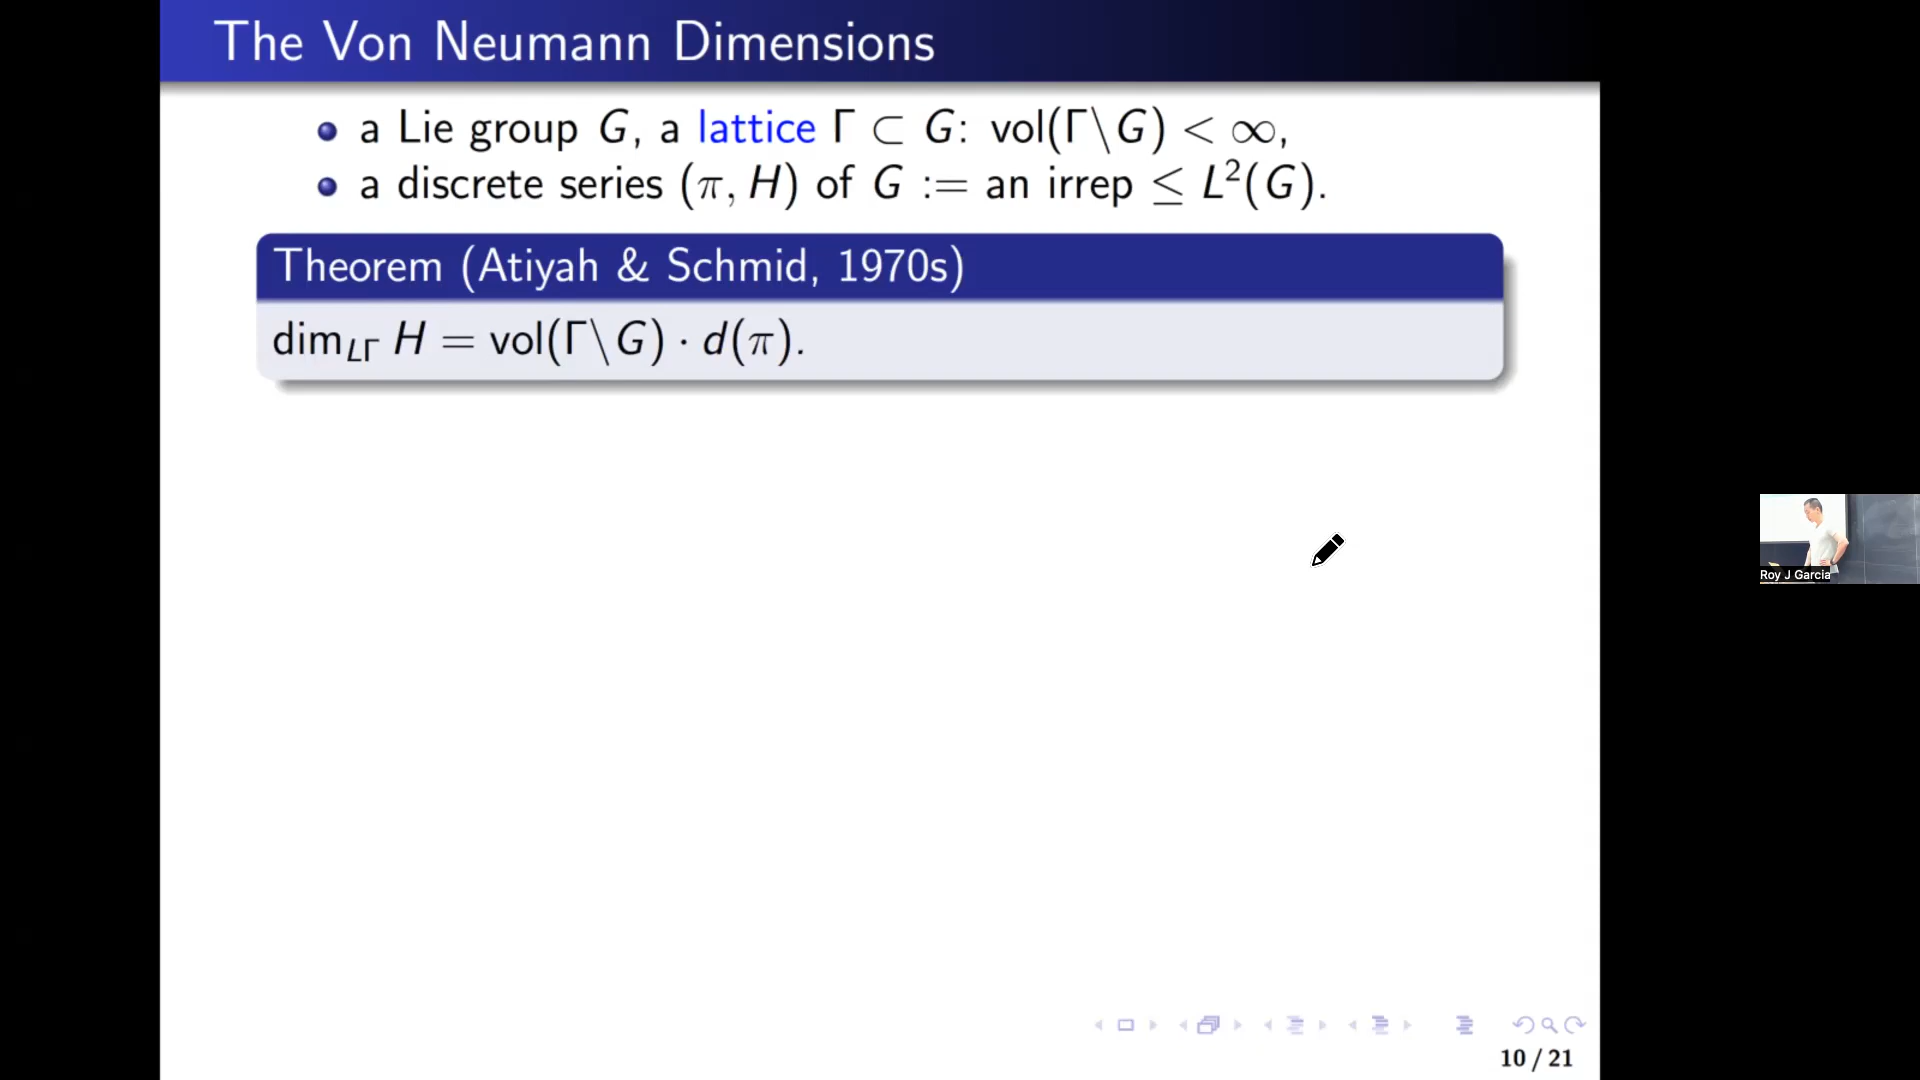 The Von Neumann Dimensions
a Lie group G, a lattice Γ ⊂ G: vol(Γ\G) < ∞,
a discrete series (π, H) of G := an irrep ≤ L²(G).
Theorem (Atiyah & Schmid, 1970s)
dim_{LΓ} H = vol(Γ\G) · d(π).
Roy J Garcia
10 / 21